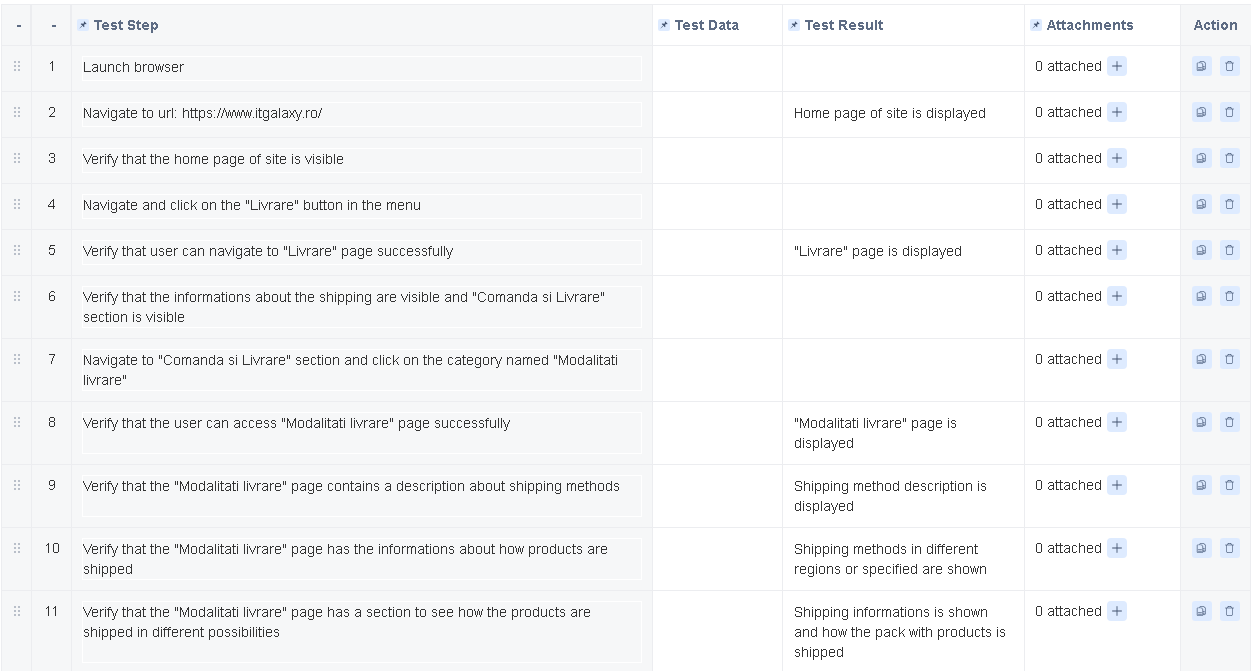 - - Test Step Test Data Test Result Attachments Action
1 Launch browser 0 attached +
2 Navigate to url: https://www.itgalaxy.ro/ Home page of site is displayed 0 attached +
3 Verify that the home page of site is visible 0 attached +
4 Navigate and click on the "Livrare" button in the menu 0 attached +
5 Verify that user can navigate to "Livrare" page successfully "Livrare" page is displayed 0 attached +
6 Verify that the informations about the shipping are visible and "Comanda si Livrare" 0 attached +
section is visible
7 Navigate to "Comanda si Livrare" section and click on the category named "Modalitati 0 attached +
livrare"
8 Verify that the user can access "Modalitati livrare" page successfully "Modalitati livrare" page is 0 attached +
displayed
9 Verify that the "Modalitati livrare" page contains a description about shipping methods Shipping method description is 0 attached +
displayed
10 Verify that the "Modalitati livrare" page has the informations about how products are Shipping methods in different 0 attached +
shipped regions or specified are shown
11 Verify that the "Modalitati livrare" page has a section to see how the products are Shipping informations is shown 0 attached +
shipped in different possibilities and how the pack with products is
shipped